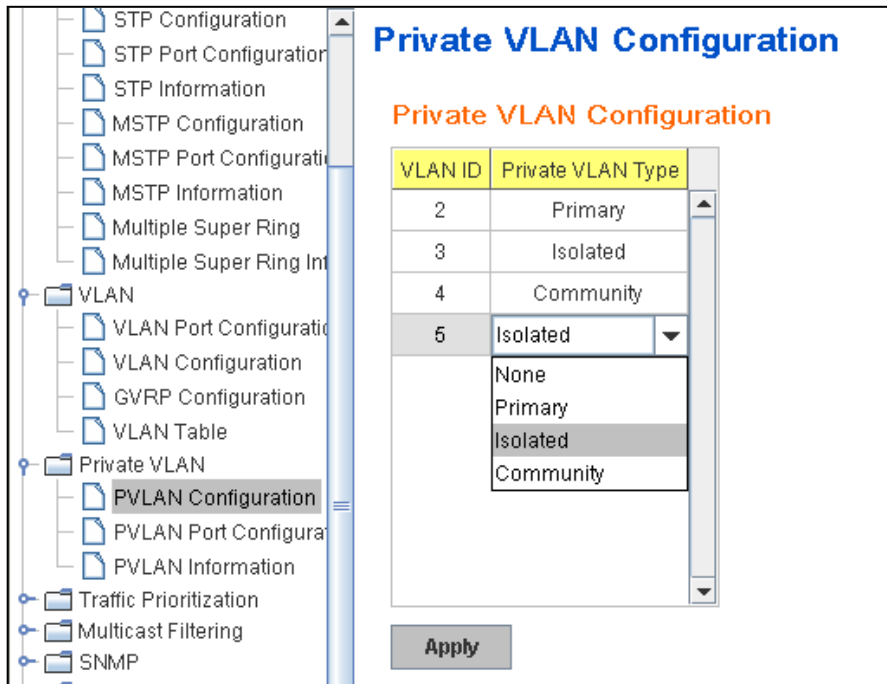 STP Configuration
STP Port Configuration
STP Information
MSTP Configuration
MSTP Port Configurati
MSTP Information
Multiple Super Ring
Multiple Super Ring Inf
VLAN
VLAN Port Configuratio
VLAN Configuration
GVRP Configuration
VLAN Table
Private VLAN
PVLAN Configuration
PVLAN Port Configurat
PVLAN Information
Traffic Prioritization
Multicast Filtering
SNMP
Private VLAN Configuration
Private VLAN Configuration
VLAN ID Private VLAN Type
2 Primary
3 Isolated
4 Community
5 Isolated
None
Primary
Isolated
Community
Apply